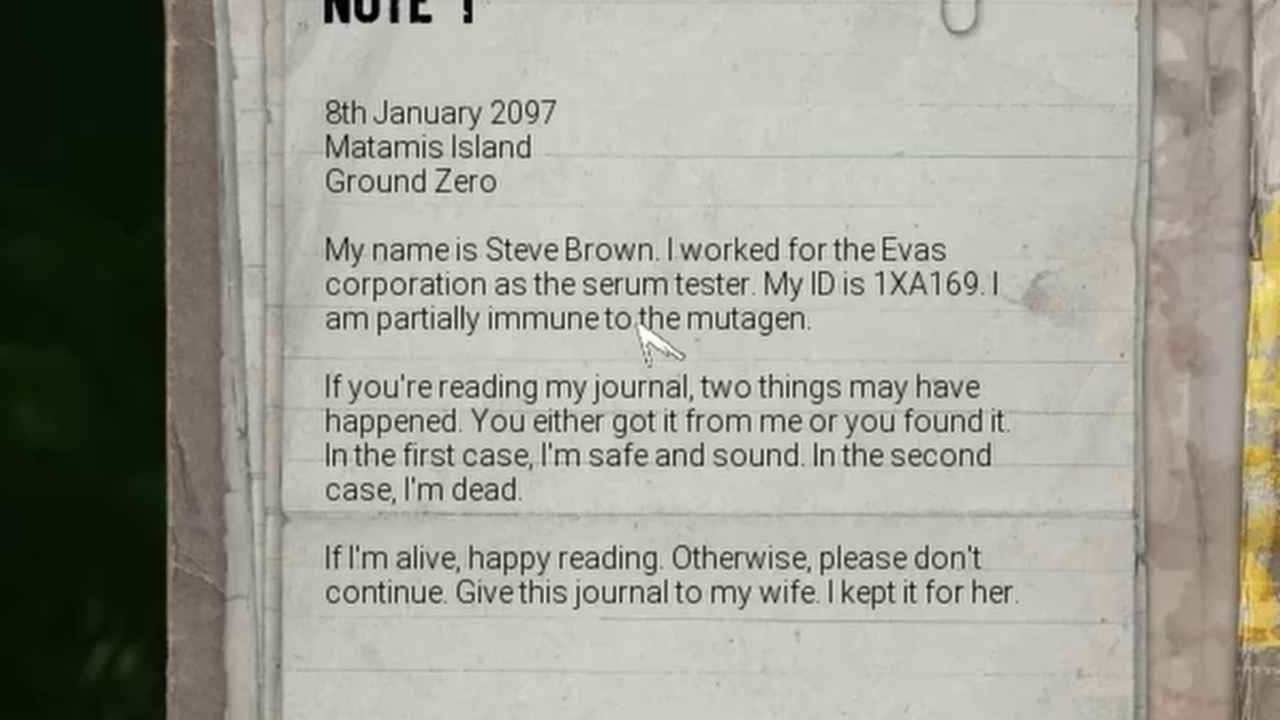 NOTE 1
8th January 2097
Matamis Island
Ground Zero
My name is Steve Brown. I worked for the Evas
corporation as the serum tester. My ID is 1XA169. I
am partially immune to the mutagen.
If you're reading my journal, two things may have
happened. You either got it from me or you found it.
In the first case, I'm safe and sound. In the second
case, I'm dead.
If I'm alive, happy reading. Otherwise, please don't
continue. Give this journal to my wife. I kept it for her.